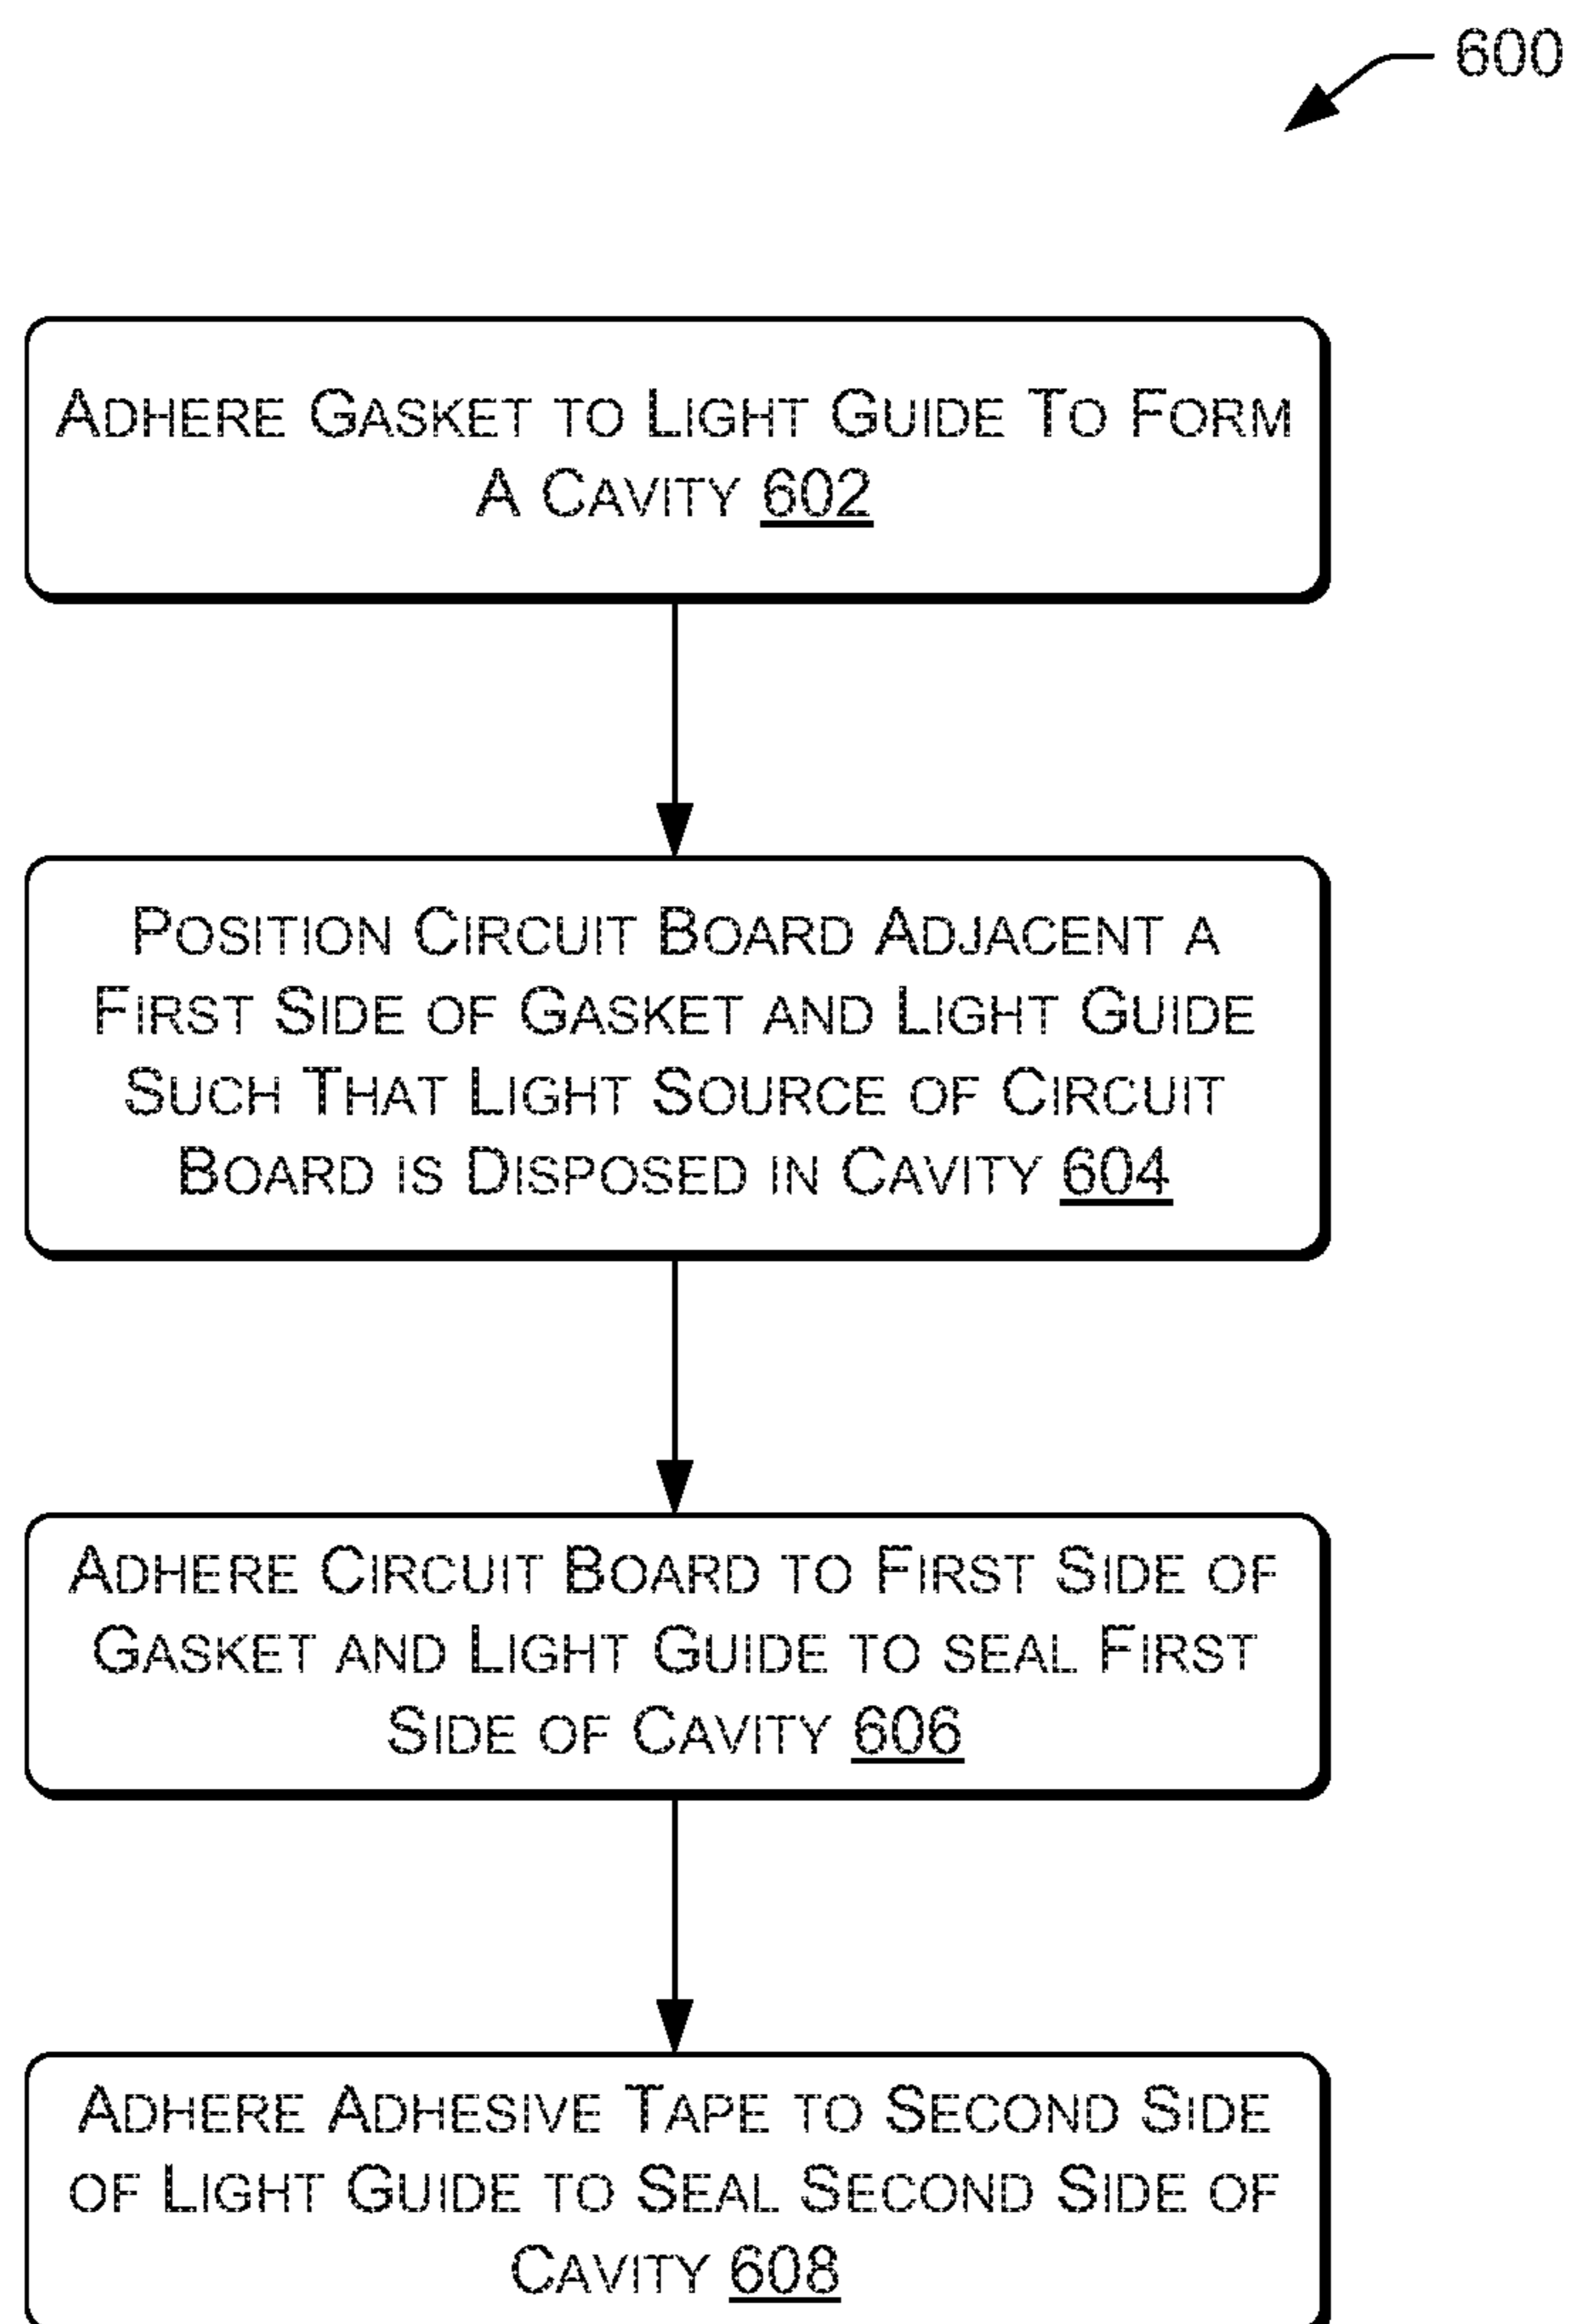 600
ADHERE GASKET TO LIGHT GUIDE TO FORM
A CAVITY 602
POSITION CIRCUIT BOARD ADJACENT A
FIRST SIDE OF GASKET AND LIGHT GUIDE
SUCH THAT LIGHT SOURCE OF CIRCUIT
BOARD IS DISPOSED IN CAVITY 604
ADHERE CIRCUIT BOARD TO FIRST SIDE OF
GASKET AND LIGHT GUIDE TO SEAL FIRST
SIDE OF CAVITY 606
ADHERE ADHESIVE TAPE TO SECOND SIDE
OF LIGHT GUIDE TO SEAL SECOND SIDE OF
CAVITY 608